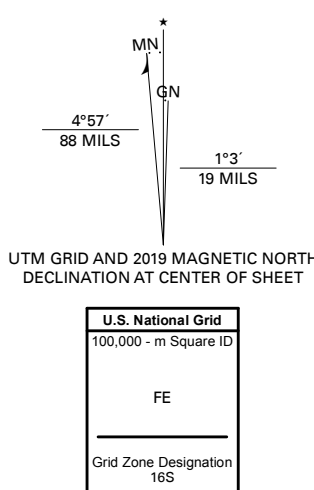 ★
MN
GN
4°57´
88 MILS
1°3´
19 MILS
UTM GRID AND 2019 MAGNETIC NORTH
DECLINATION AT CENTER OF SHEET
U.S. National Grid
100,000 - m Square ID
FE
Grid Zone Designation
16S